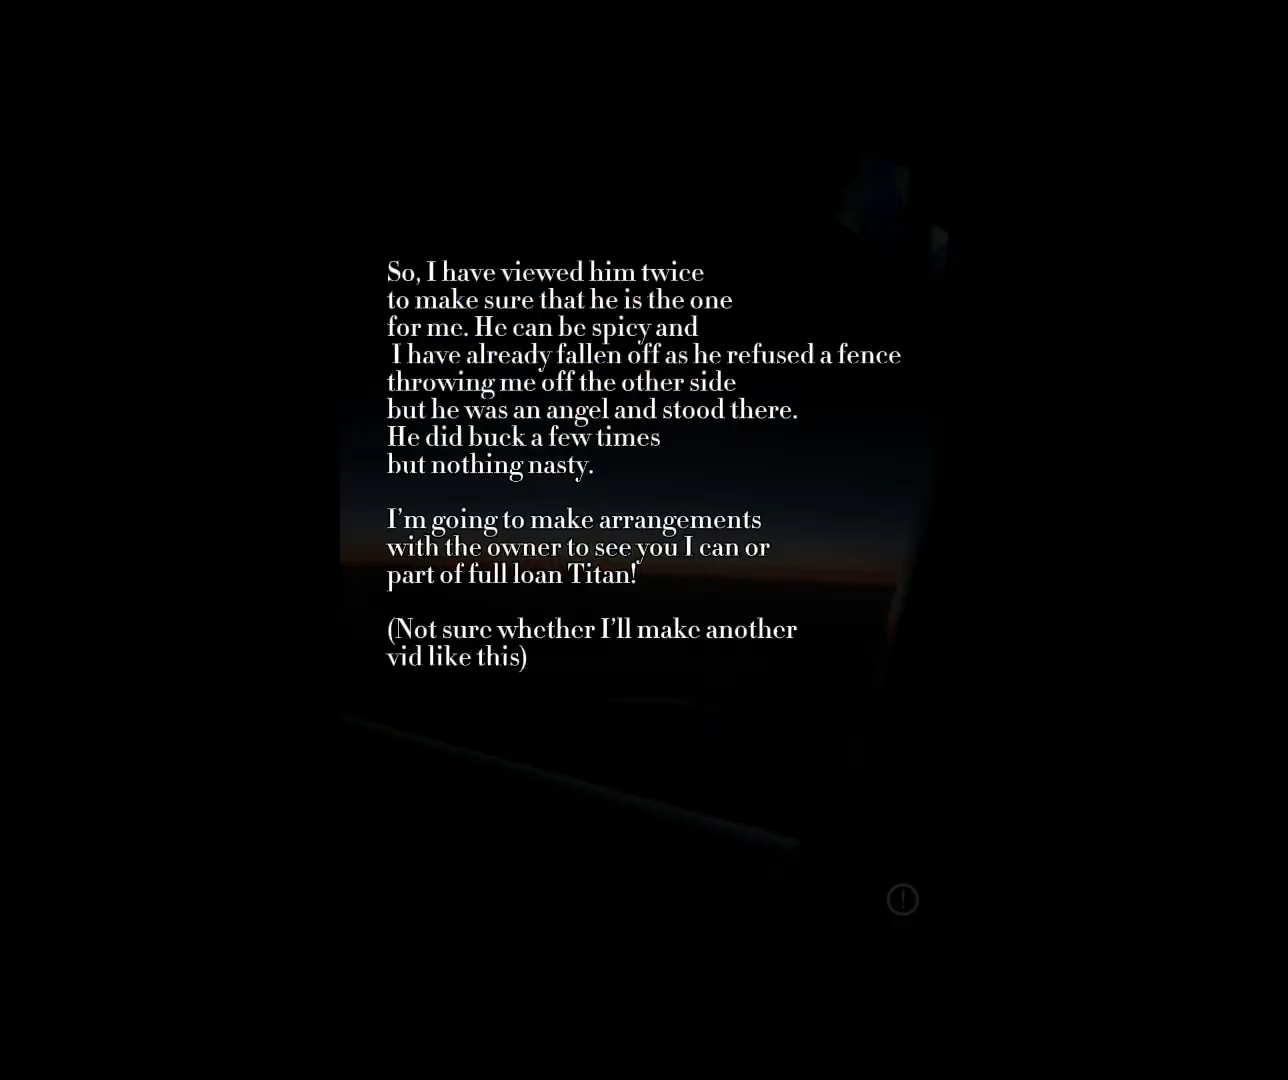 So, I have viewed him twice
to make sure that he is the one
for me. He can be spicy and
I have already fallen off as he refused a fence
throwing me off the other side
but he was an angel and stood there.
He did buck a few times
but nothing nasty.
I'm going to make arrangements
with the owner to see you I can or
part of full loan Titan!
(Not sure whether I'll make another
vid like this)